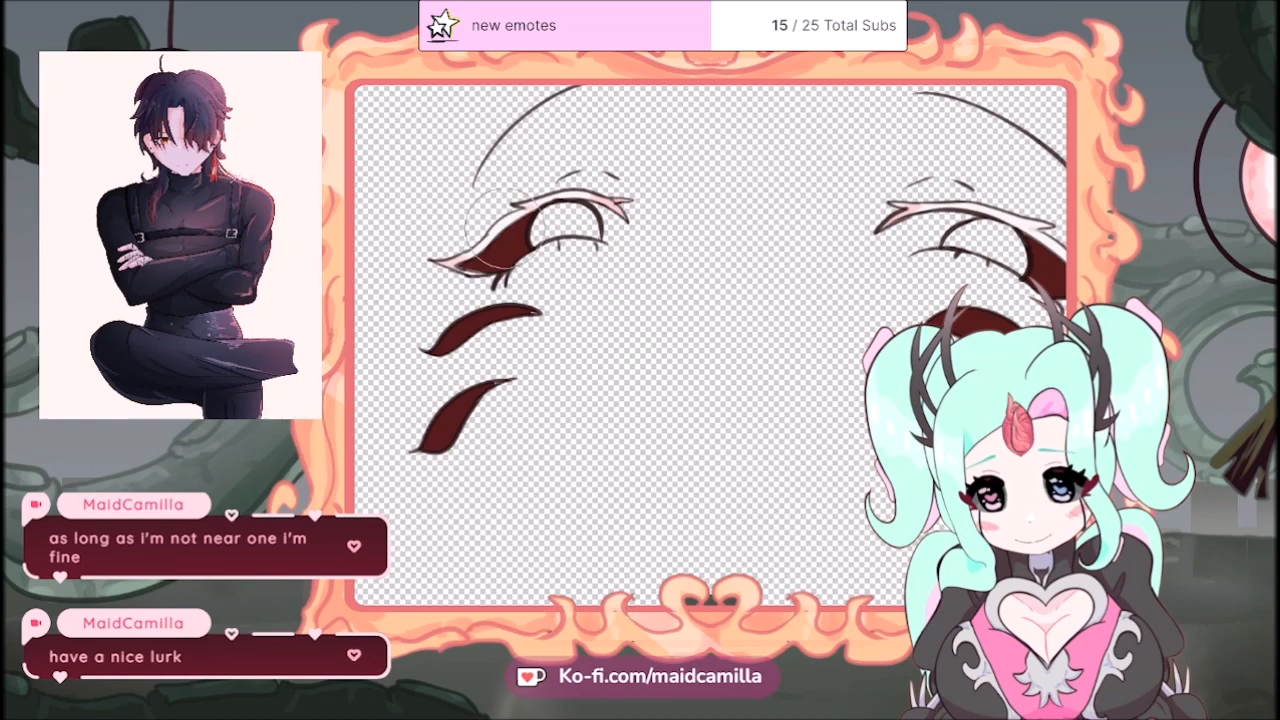 new emotes
15 / 25 Total Subs
MaidCamilla
as long as i'm not near one i'm
fine
MaidCamilla
have a nice lurk
Ko-fi.com/maidcamilla